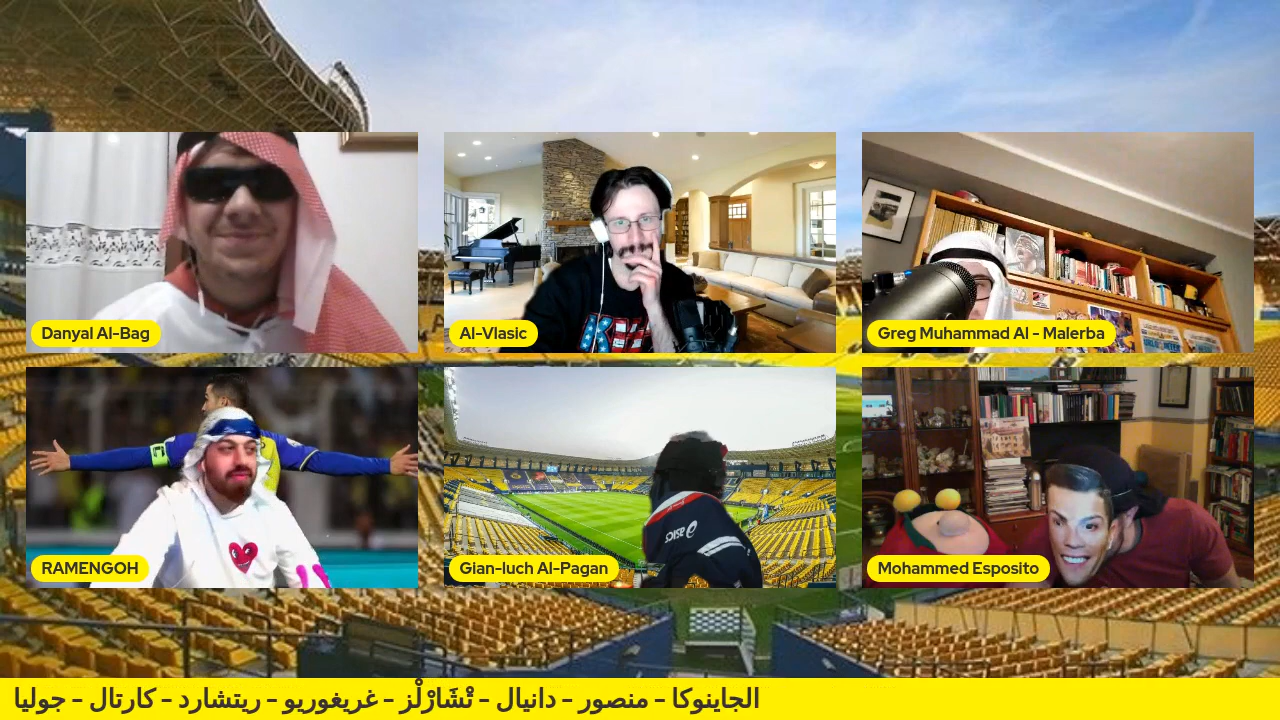 Danyal Al-Bag
Al-Vlasic
Greg Muhammad Al - Malerba
RAMENGOH
asics
Gian-luch Al-Pagan
Mohammed Esposito
الجاينوكا - منصور - دانيال - تْشَارْلْز - غريغوريو - ريتشارد - كارتال - جوليا